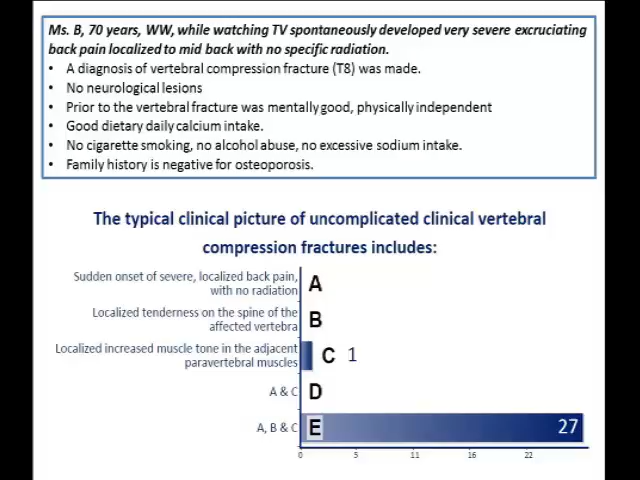 Ms. B, 70 years, WW, while watching TV spontaneously developed very severe excruciating
back pain localized to mid back with no specific radiation.
• A diagnosis of vertebral compression fracture (T8) was made.
• No neurological lesions
• Prior to the vertebral fracture was mentally good, physically independent
• Good dietary daily calcium intake.
• No cigarette smoking, no alcohol abuse, no excessive sodium intake.
• Family history is negative for osteoporosis.
The typical clinical picture of uncomplicated clinical vertebral
compression fractures includes:
Sudden onset of severe, localized back pain,
with no radiation
A
Localized tenderness on the spine of the
affected vertebra
B
Localized increased muscle tone in the adjacent
paravertebral muscles
C 1
A & C D
A, B & C E 27
0 5 11 16 22